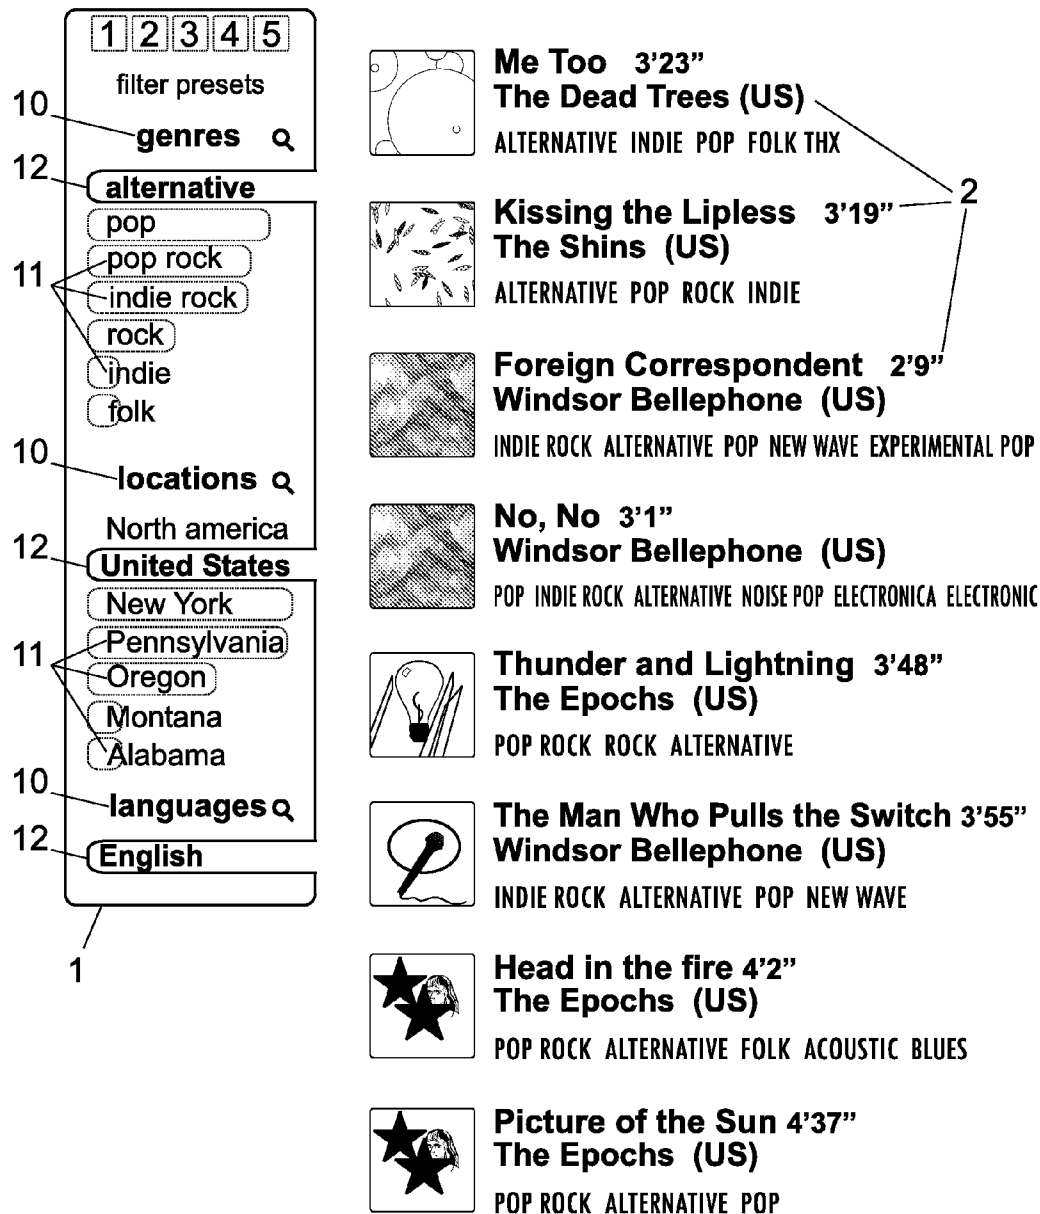 1 2 3 4 5
filter presets
10
genres
12
alternative
pop
pop rock
11
indie rock
rock
indie
folk
10
locations
North america
12
United States
New York
Pennsylvania
11
Oregon
Montana
Alabama
10
languages
12
English
1
Me Too 3'23"
The Dead Trees (US)
ALTERNATIVE INDIE POP FOLK THX
2
Kissing the Lipless 3'19"
The Shins (US)
ALTERNATIVE POP ROCK INDIE
Foreign Correspondent 2'9"
Windsor Bellephone (US)
INDIE ROCK ALTERNATIVE POP NEW WAVE EXPERIMENTAL POP
No, No 3'1"
Windsor Bellephone (US)
POP INDIE ROCK ALTERNATIVE NOISE POP ELECTRONICA ELECTRONIC
Thunder and Lightning 3'48"
The Epochs (US)
POP ROCK ROCK ALTERNATIVE
The Man Who Pulls the Switch 3'55"
Windsor Bellephone (US)
INDIE ROCK ALTERNATIVE POP NEW WAVE
Head in the fire 4'2"
The Epochs (US)
POP ROCK ALTERNATIVE FOLK ACOUSTIC BLUES
Picture of the Sun 4'37"
The Epochs (US)
POP ROCK ALTERNATIVE POP